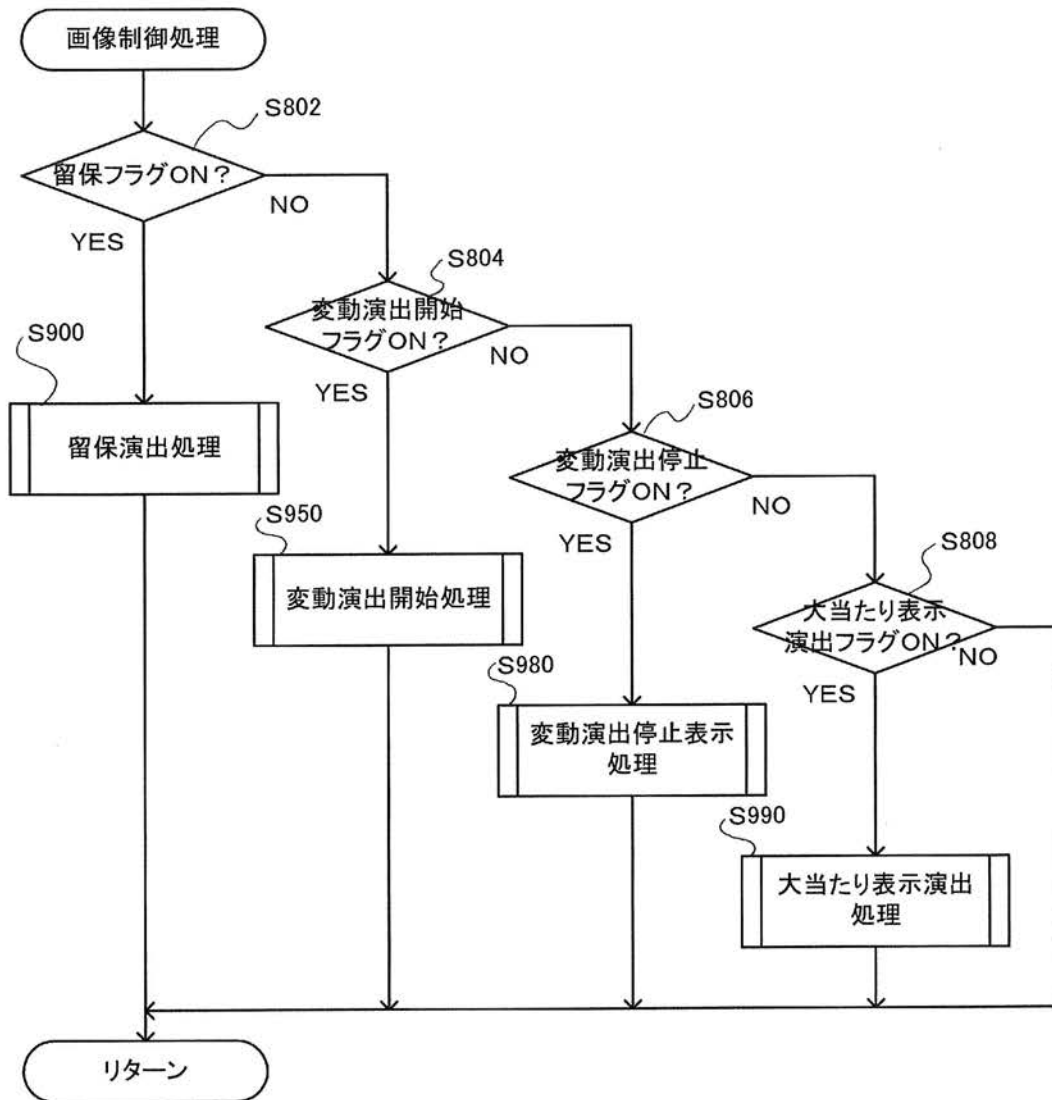 画像制御処理
S802
留保フラグON？
NO
YES
S804
変動演出開始
フラグON？
NO
YES
S900
留保演出処理
S806
変動演出停止
フラグON？
NO
YES
S950
変動演出開始処理
S808
大当たり表示
演出フラグON？
NO
YES
S980
変動演出停止表示
処理
S990
大当たり表示演出
処理
リターン